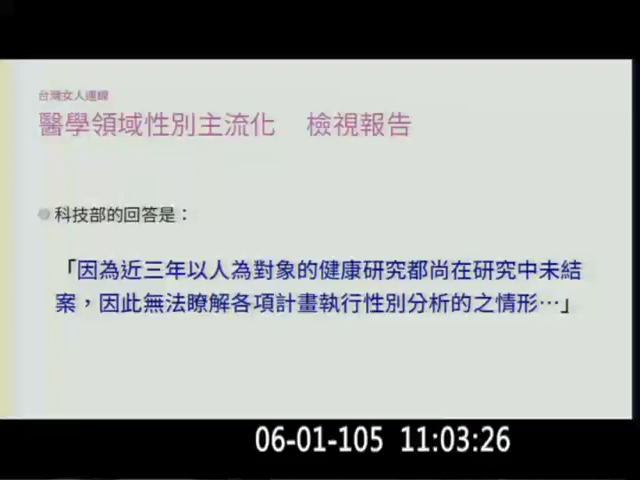 台灣女人連線
醫學領域性別主流化 檢視報告
科技部的回答是：
「因為近三年以人為對象的健康研究都尚在研究中未結
案，因此無法瞭解各項計畫執行性別分析的之情形…」
06-01-105 11:03:26